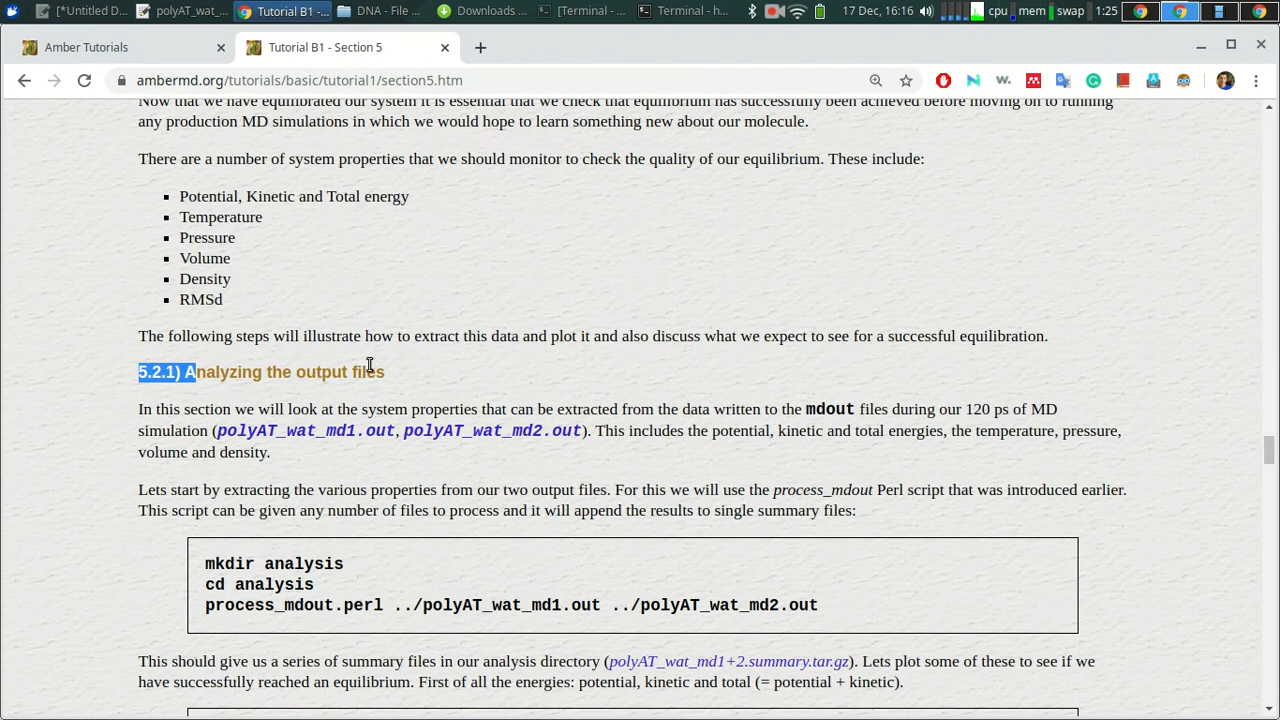 [*Untitled D... polyAT_wat_... Tutorial B1 -... DNA - File ... Downloads ... [Terminal - ... Terminal - h... 17 Dec, 16:16 cpu mem swap 1:25
Amber Tutorials Tutorial B1 - Section 5
ambermd.org/tutorials/basic/tutorial1/section5.htm
Now that we have equilibrated our system it is essential that we check that equilibrium has successfully been achieved before moving on to running
any production MD simulations in which we would hope to learn something new about our molecule.
There are a number of system properties that we should monitor to check the quality of our equilibrium. These include:
Potential, Kinetic and Total energy
Temperature
Pressure
Volume
Density
RMSd
The following steps will illustrate how to extract this data and plot it and also discuss what we expect to see for a successful equilibration.
5.2.1) Analyzing the output files
In this section we will look at the system properties that can be extracted from the data written to the mdout files during our 120 ps of MD
simulation (polyAT_wat_md1.out, polyAT_wat_md2.out). This includes the potential, kinetic and total energies, the temperature, pressure,
volume and density.
Lets start by extracting the various properties from our two output files. For this we will use the process_mdout Perl script that was introduced earlier.
This script can be given any number of files to process and it will append the results to single summary files:
mkdir analysis
cd analysis
process_mdout.perl ../polyAT_wat_md1.out ../polyAT_wat_md2.out
This should give us a series of summary files in our analysis directory (polyAT_wat_md1+2.summary.tar.gz). Lets plot some of these to see if we
have successfully reached an equilibrium. First of all the energies: potential, kinetic and total (= potential + kinetic).